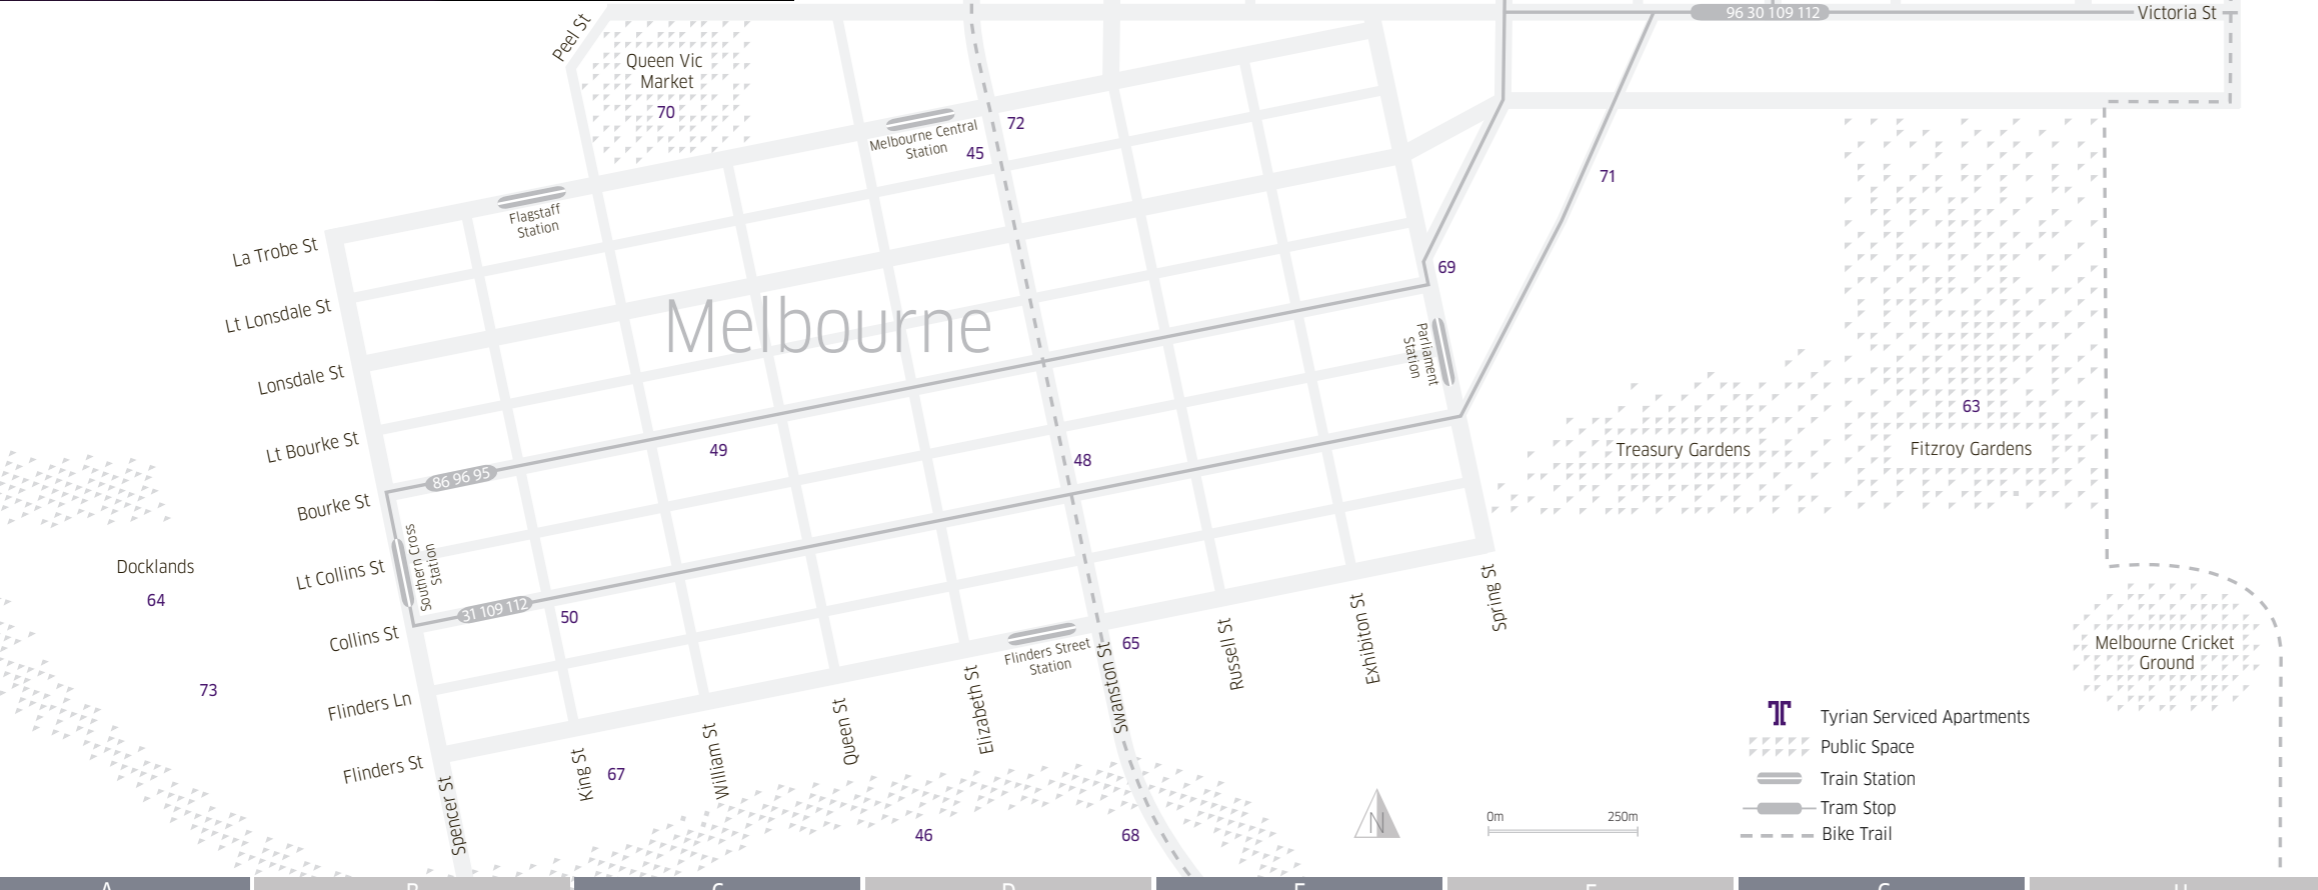 Peel St
96 30 109 112
Victoria St
Queen Vic
Market
70
Melbourne Central
Station
72
45
71
Flagstaff
Station
La Trobe St
69
Lt Lonsdale St
Melbourne
Parliament
Station
Lonsdale St
63
Lt Bourke St
49
48
Treasury Gardens
Fitzroy Gardens
86 96 95
Bourke St
Southern Cross
Station
Docklands
Lt Collins St
64
31 109 112
50
Collins St
Flinders Street
Station
65
Spring St
Exhibiton St
Russell St
Swanston St
Elizabeth St
Queen St
William St
King St
Spencer St
Melbourne Cricket
Ground
73
Flinders Ln
Flinders St
67
46
68
N
0m
250m
Tyrian Serviced Apartments
Public Space
Train Station
Tram Stop
Bike Trail